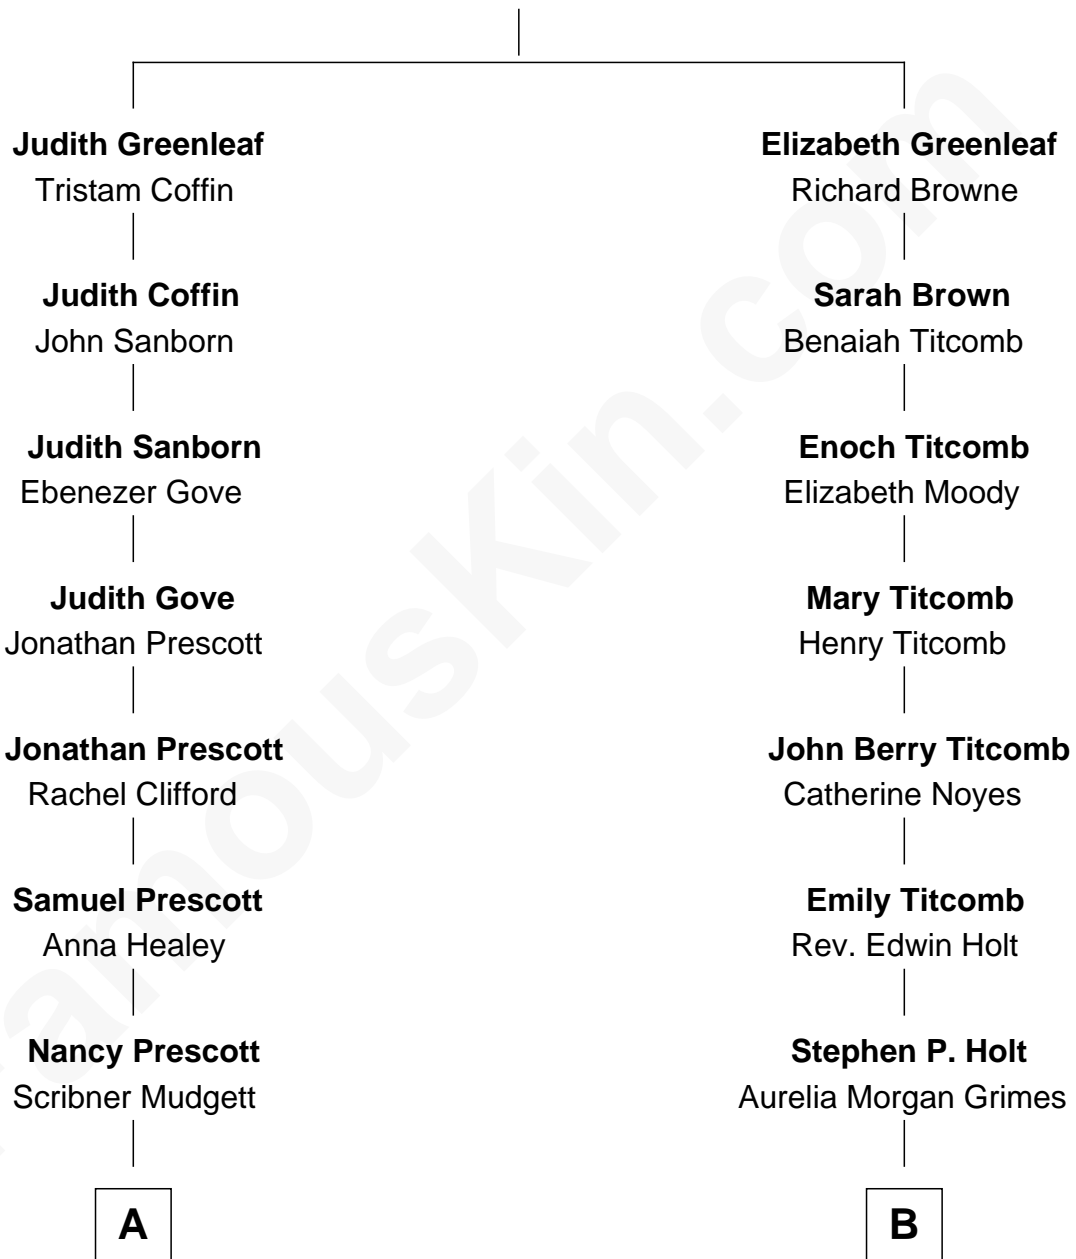 Judith Greenleaf
Tristam Coffin
Elizabeth Greenleaf
Richard Browne
Judith Coffin
John Sanborn
Sarah Brown
Benaiah Titcomb
Judith Sanborn
Ebenezer Gove
Enoch Titcomb
Elizabeth Moody
Judith Gove
Jonathan Prescott
Mary Titcomb
Henry Titcomb
Jonathan Prescott
Rachel Clifford
John Berry Titcomb
Catherine Noyes
Samuel Prescott
Anna Healey
Emily Titcomb
Rev. Edwin Holt
Nancy Prescott
Scribner Mudgett
Stephen P. Holt
Aurelia Morgan Grimes
A
B
FamousKin.com